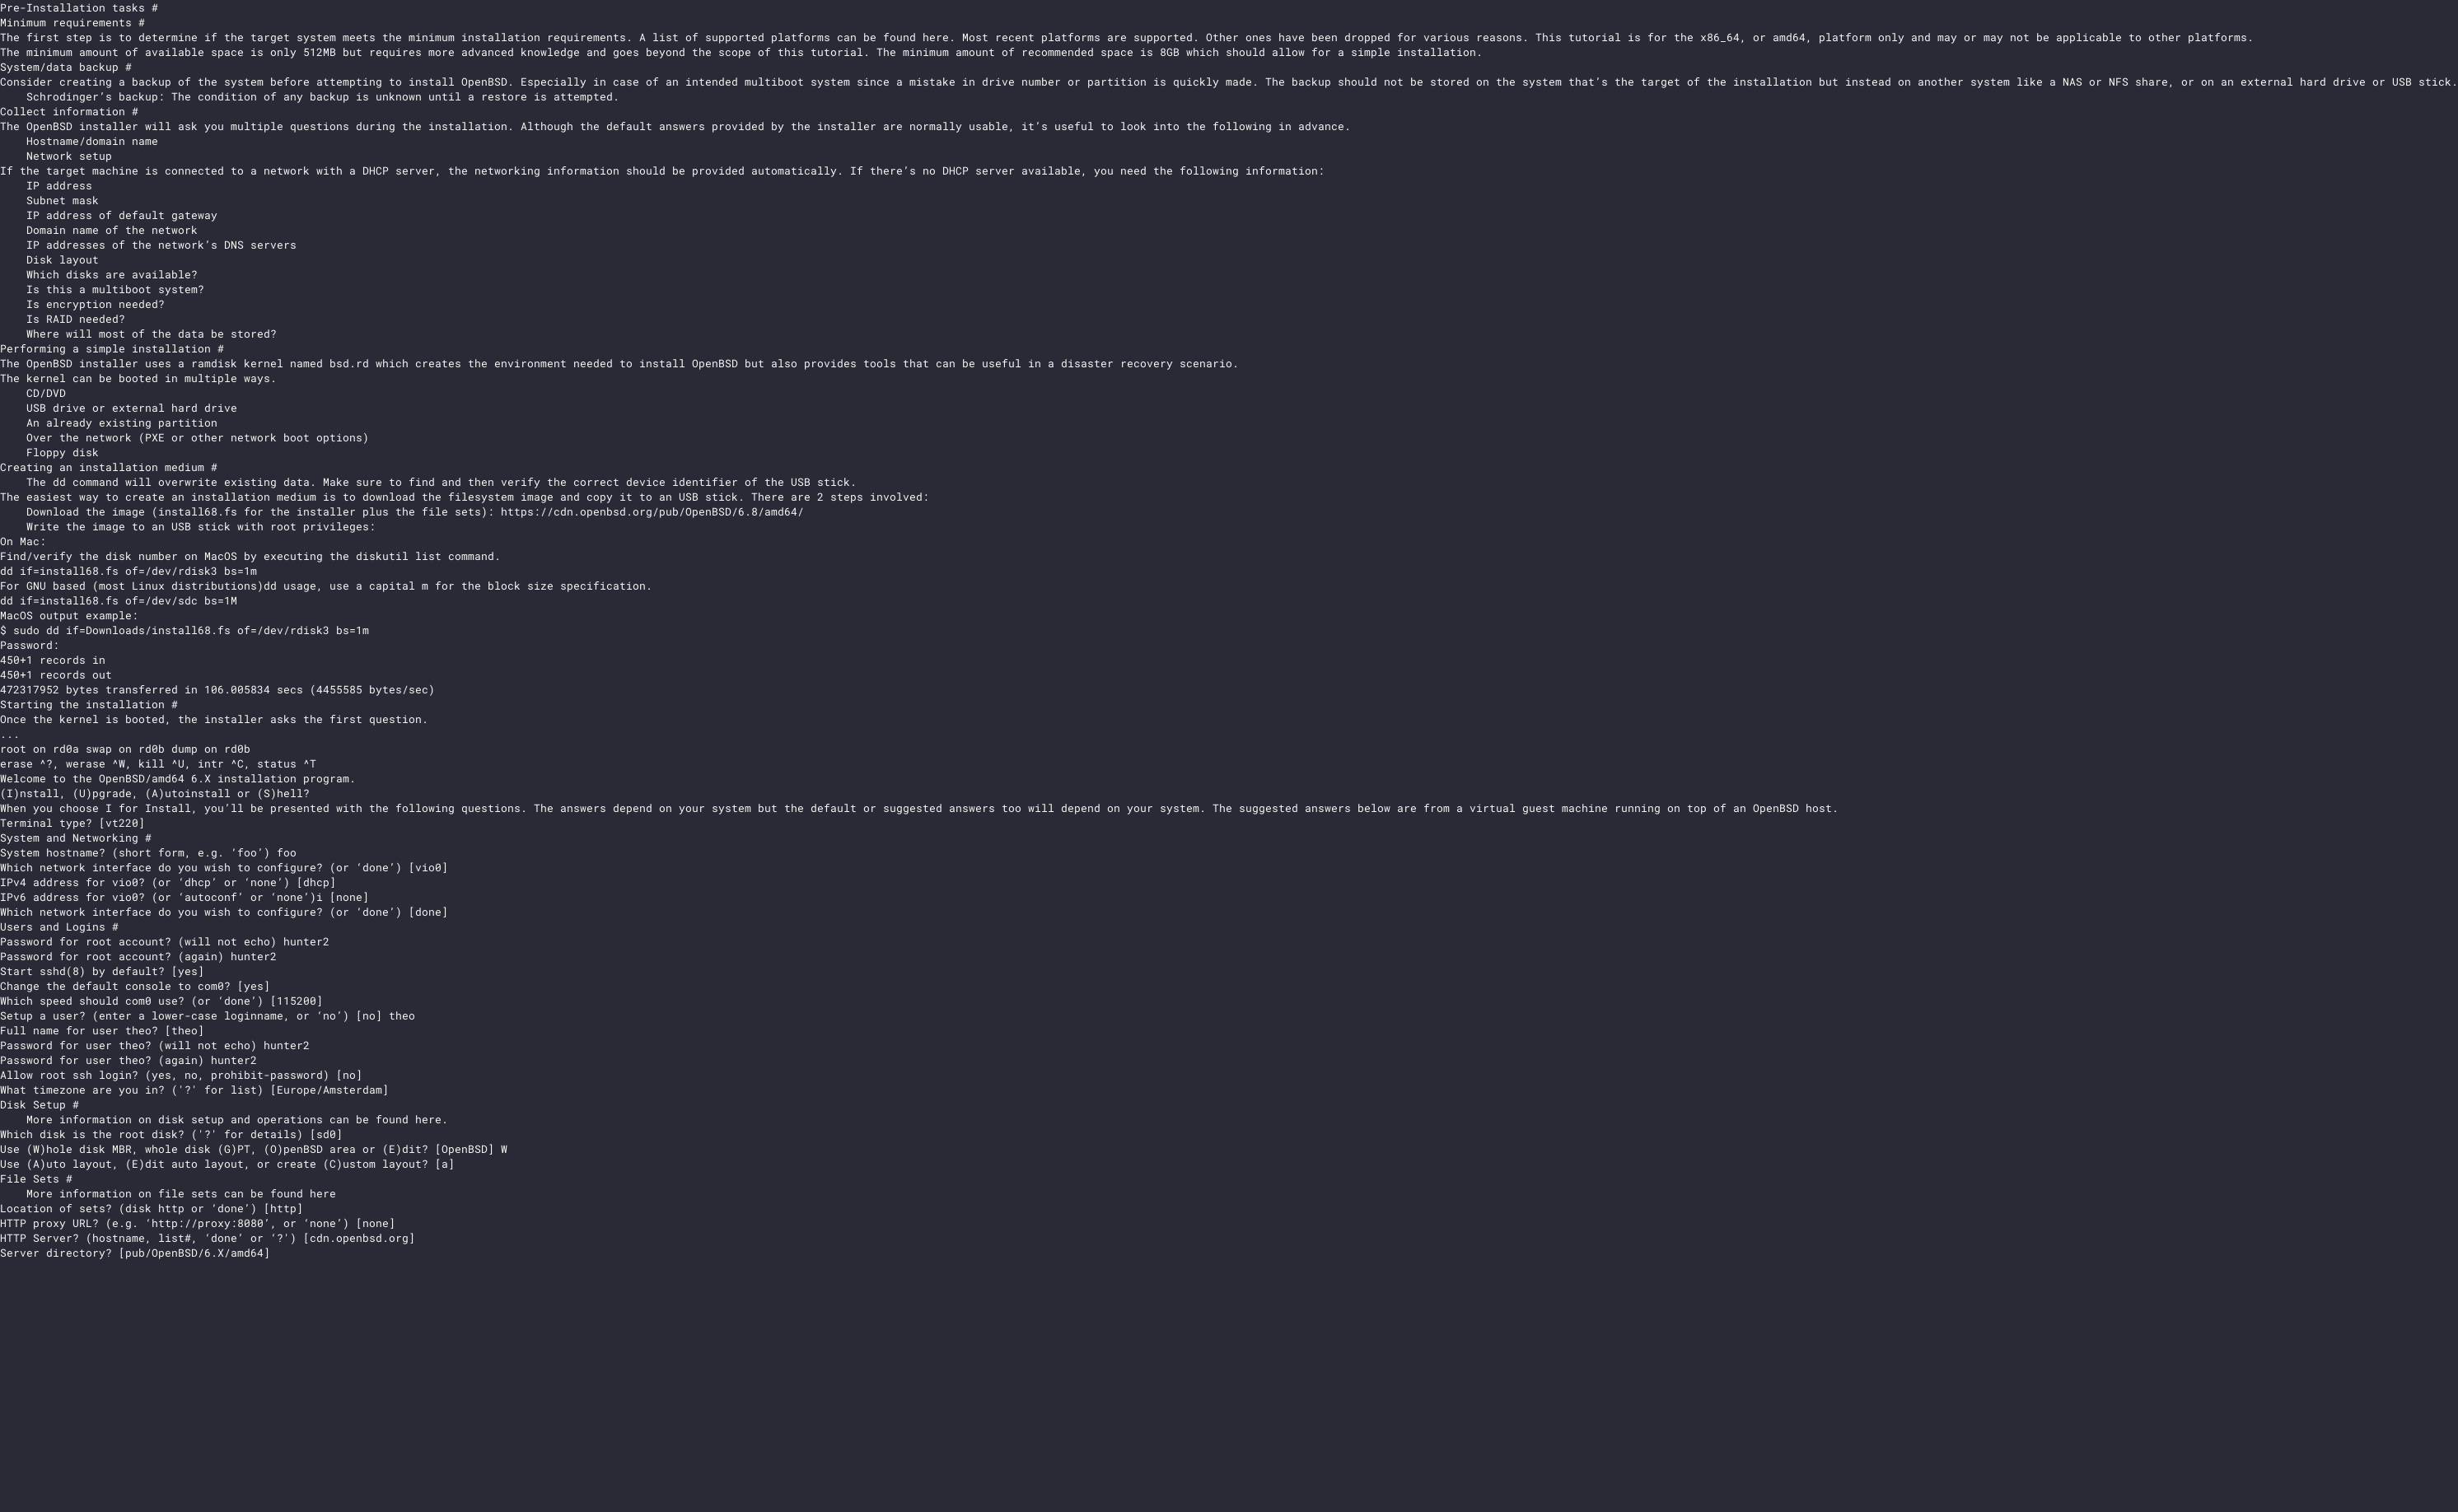 Pre-Installation tasks #
Minimum requirements #
The first step is to determine if the target system meets the minimum installation requirements. A list of supported platforms can be found here. Most recent platforms are supported. Other ones have been dropped for various reasons. This tutorial is for the x86_64, or amd64, platform only and may or may not be applicable to other platforms.
The minimum amount of available space is only 512MB but requires more advanced knowledge and goes beyond the scope of this tutorial. The minimum amount of recommended space is 8GB which should allow for a simple installation.
System/data backup #
Consider creating a backup of the system before attempting to install OpenBSD. Especially in case of an intended multiboot system since a mistake in drive number or partition is quickly made. The backup should not be stored on the system that’s the target of the installation but instead on another system like a NAS or NFS share, or on an external hard drive or USB stick.
    Schrodinger’s backup: The condition of any backup is unknown until a restore is attempted.
Collect information #
The OpenBSD installer will ask you multiple questions during the installation. Although the default answers provided by the installer are normally usable, it’s useful to look into the following in advance.
    Hostname/domain name
    Network setup
If the target machine is connected to a network with a DHCP server, the networking information should be provided automatically. If there’s no DHCP server available, you need the following information:
    IP address
    Subnet mask
    IP address of default gateway
    Domain name of the network
    IP addresses of the network’s DNS servers
    Disk layout
    Which disks are available?
    Is this a multiboot system?
    Is encryption needed?
    Is RAID needed?
    Where will most of the data be stored?
Performing a simple installation #
The OpenBSD installer uses a ramdisk kernel named bsd.rd which creates the environment needed to install OpenBSD but also provides tools that can be useful in a disaster recovery scenario.
The kernel can be booted in multiple ways.
    CD/DVD
    USB drive or external hard drive
    An already existing partition
    Over the network (PXE or other network boot options)
    Floppy disk
Creating an installation medium #
    The dd command will overwrite existing data. Make sure to find and then verify the correct device identifier of the USB stick.
The easiest way to create an installation medium is to download the filesystem image and copy it to an USB stick. There are 2 steps involved:
    Download the image (install68.fs for the installer plus the file sets): https://cdn.openbsd.org/pub/OpenBSD/6.8/amd64/
    Write the image to an USB stick with root privileges:
On Mac:
Find/verify the disk number on MacOS by executing the diskutil list command.
dd if=install68.fs of=/dev/rdisk3 bs=1m
For GNU based (most Linux distributions)dd usage, use a capital m for the block size specification.
dd if=install68.fs of=/dev/sdc bs=1M
MacOS output example:
$ sudo dd if=Downloads/install68.fs of=/dev/rdisk3 bs=1m
Password:
450+1 records in
450+1 records out
472317952 bytes transferred in 106.005834 secs (4455585 bytes/sec)
Starting the installation #
Once the kernel is booted, the installer asks the first question.
...
root on rd0a swap on rd0b dump on rd0b
erase ^?, werase ^W, kill ^U, intr ^C, status ^T
Welcome to the OpenBSD/amd64 6.X installation program.
(I)nstall, (U)pgrade, (A)utoinstall or (S)hell?
When you choose I for Install, you’ll be presented with the following questions. The answers depend on your system but the default or suggested answers too will depend on your system. The suggested answers below are from a virtual guest machine running on top of an OpenBSD host.
Terminal type? [vt220]
System and Networking #
System hostname? (short form, e.g. ‘foo’) foo
Which network interface do you wish to configure? (or ‘done’) [vio0]
IPv4 address for vio0? (or ‘dhcp’ or ‘none’) [dhcp]
IPv6 address for vio0? (or ‘autoconf’ or ‘none’)i [none]
Which network interface do you wish to configure? (or ‘done’) [done]
Users and Logins #
Password for root account? (will not echo) hunter2
Password for root account? (again) hunter2
Start sshd(8) by default? [yes]
Change the default console to com0? [yes]
Which speed should com0 use? (or ‘done’) [115200]
Setup a user? (enter a lower-case loginname, or ‘no’) [no] theo
Full name for user theo? [theo]
Password for user theo? (will not echo) hunter2
Password for user theo? (again) hunter2
Allow root ssh login? (yes, no, prohibit-password) [no]
What timezone are you in? ('?' for list) [Europe/Amsterdam]
Disk Setup #
    More information on disk setup and operations can be found here.
Which disk is the root disk? ('?' for details) [sd0]
Use (W)hole disk MBR, whole disk (G)PT, (O)penBSD area or (E)dit? [OpenBSD] W
Use (A)uto layout, (E)dit auto layout, or create (C)ustom layout? [a]
File Sets #
    More information on file sets can be found here
Location of sets? (disk http or ‘done’) [http]
HTTP proxy URL? (e.g. ‘http://proxy:8080’, or ‘none’) [none]
HTTP Server? (hostname, list#, ‘done’ or ‘?’) [cdn.openbsd.org]
Server directory? [pub/OpenBSD/6.X/amd64]